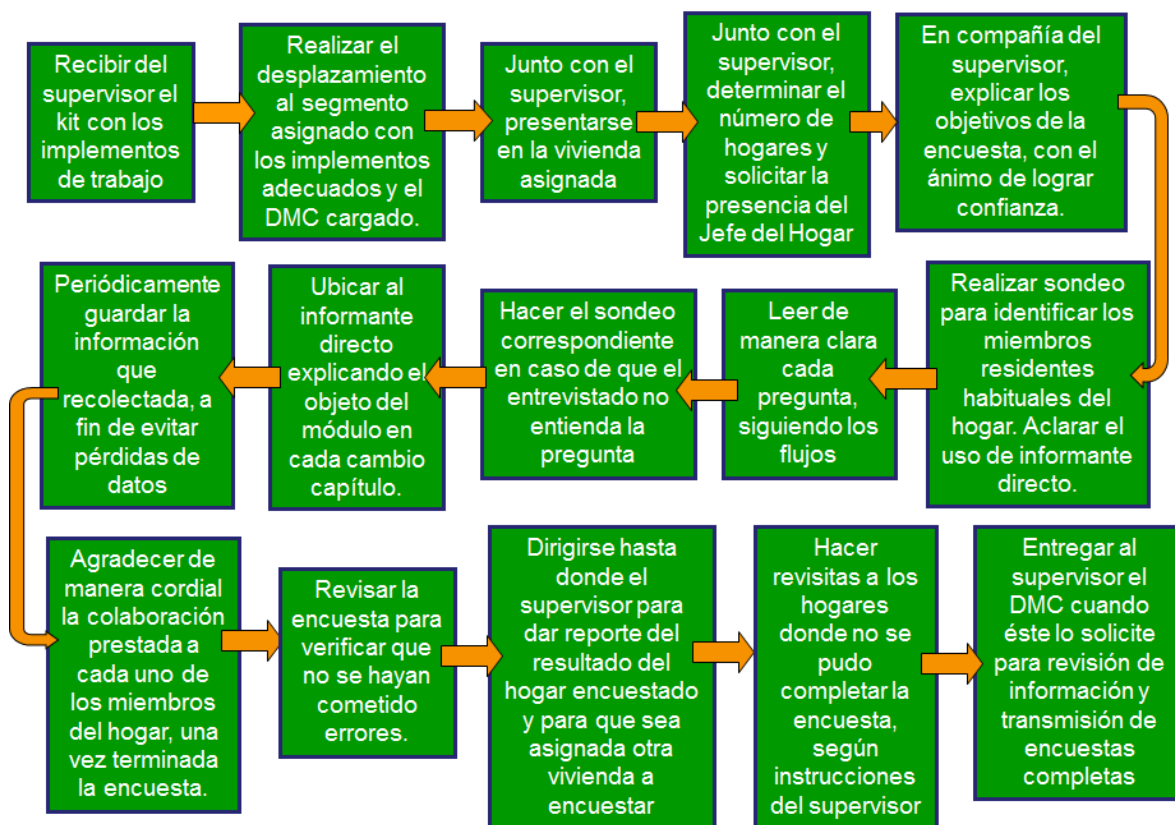 Recibir del
supervisor el
kit con los
implementos
de trabajo
Realizar el
desplazamiento
al segmento
asignado con
los implementos
adecuados y el
DMC cargado.
Junto con el
supervisor,
presentarse
en la vivienda
asignada
Junto con el
supervisor,
determinar el
número de
hogares y
solicitar la
presencia del
Jefe del Hogar
En compañía del
supervisor,
explicar los
objetivos de la
encuesta, con el
ánimo de lograr
confianza.
Realizar sondeo
para identificar los
miembros
residentes
habituales del
hogar. Aclarar el
uso de informante
directo.
Leer de
manera clara
cada
pregunta,
siguiendo los
flujos
Hacer el sondeo
correspondiente
en caso de que el
entrevistado no
entienda la
pregunta
Ubicar al
informante
directo
explicando el
objeto del
módulo en
cada cambio
capítulo.
Periódicamente
guardar la
información
que
recolectada, a
fin de evitar
pérdidas de
datos
Agradecer de
manera cordial
la colaboración
prestada a
cada uno de
los miembros
del hogar, una
vez terminada
la encuesta.
Revisar la
encuesta para
verificar que
no se hayan
cometido
errores.
Dirigirse hasta
donde el
supervisor para
dar reporte del
resultado del
hogar encuestado
y para que sea
asignada otra
vivienda a
encuestar
Hacer
revisitas a los
hogares
donde no se
pudo
completar la
encuesta,
según
instrucciones
del supervisor
Entregar al
supervisor el
DMC cuando
éste lo solicite
para revisión de
información y
transmisión de
encuestas
completas